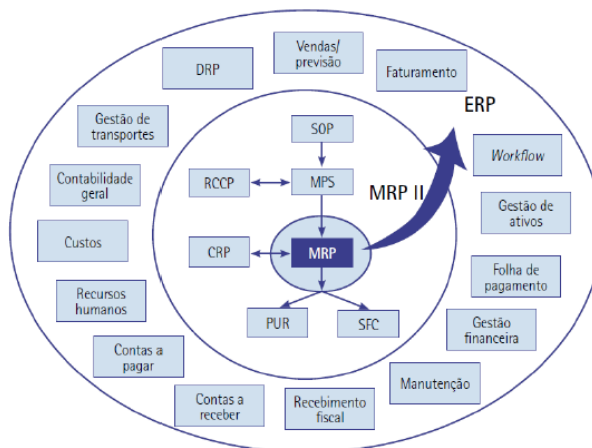 Vendas/
previsão
DRP
Faturamento
ERP
Gestão de
transportes
SOP
Workflow
Contabilidade
geral
RCCP
MPS
MRP II
Gestão de
ativos
Custos
CRP
MRP
Folha de
pagamento
Recursos
humanos
PUR
SFC
Gestão
financeira
Contas a
pagar
Manutenção
Contas a
receber
Recebimento
fiscal